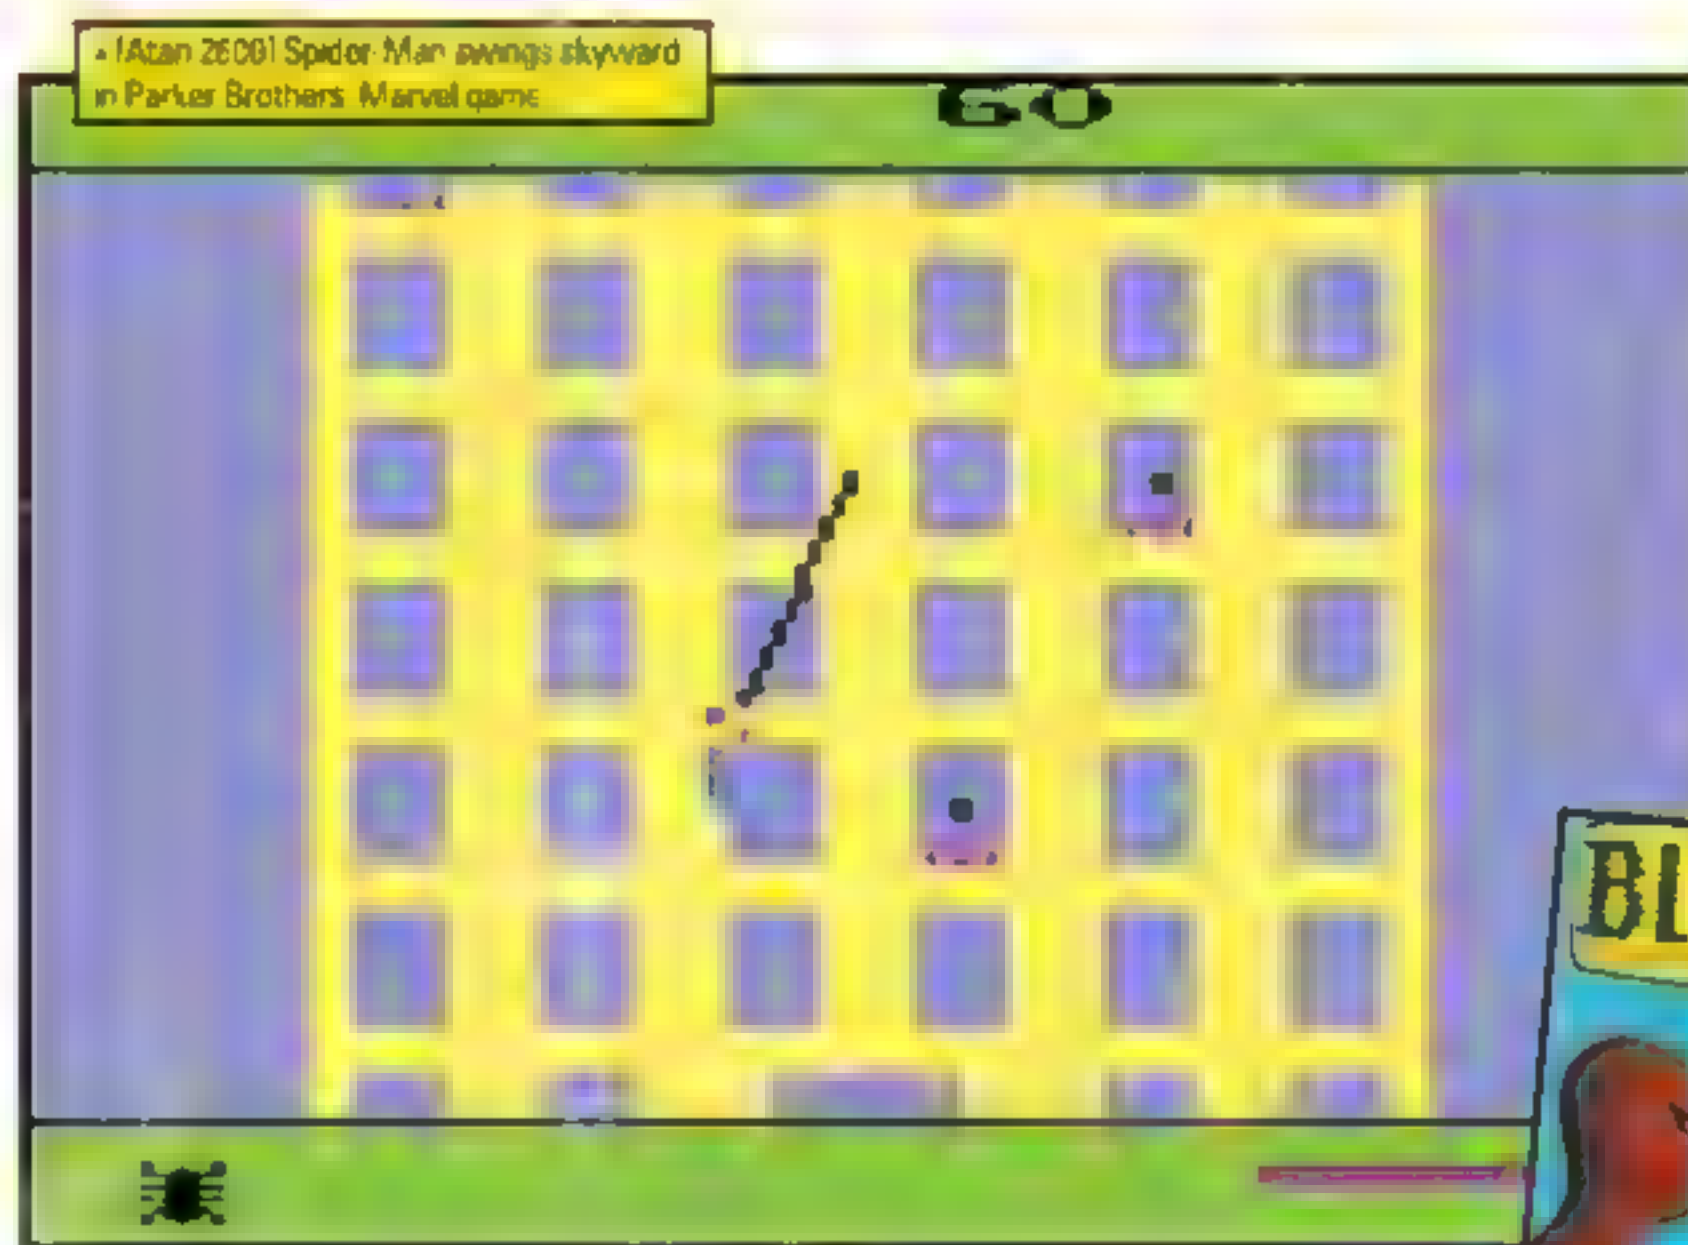 [Atari 2600] Spider-Man swings skyward
in Parker Brothers' Marvel game.
60
BL